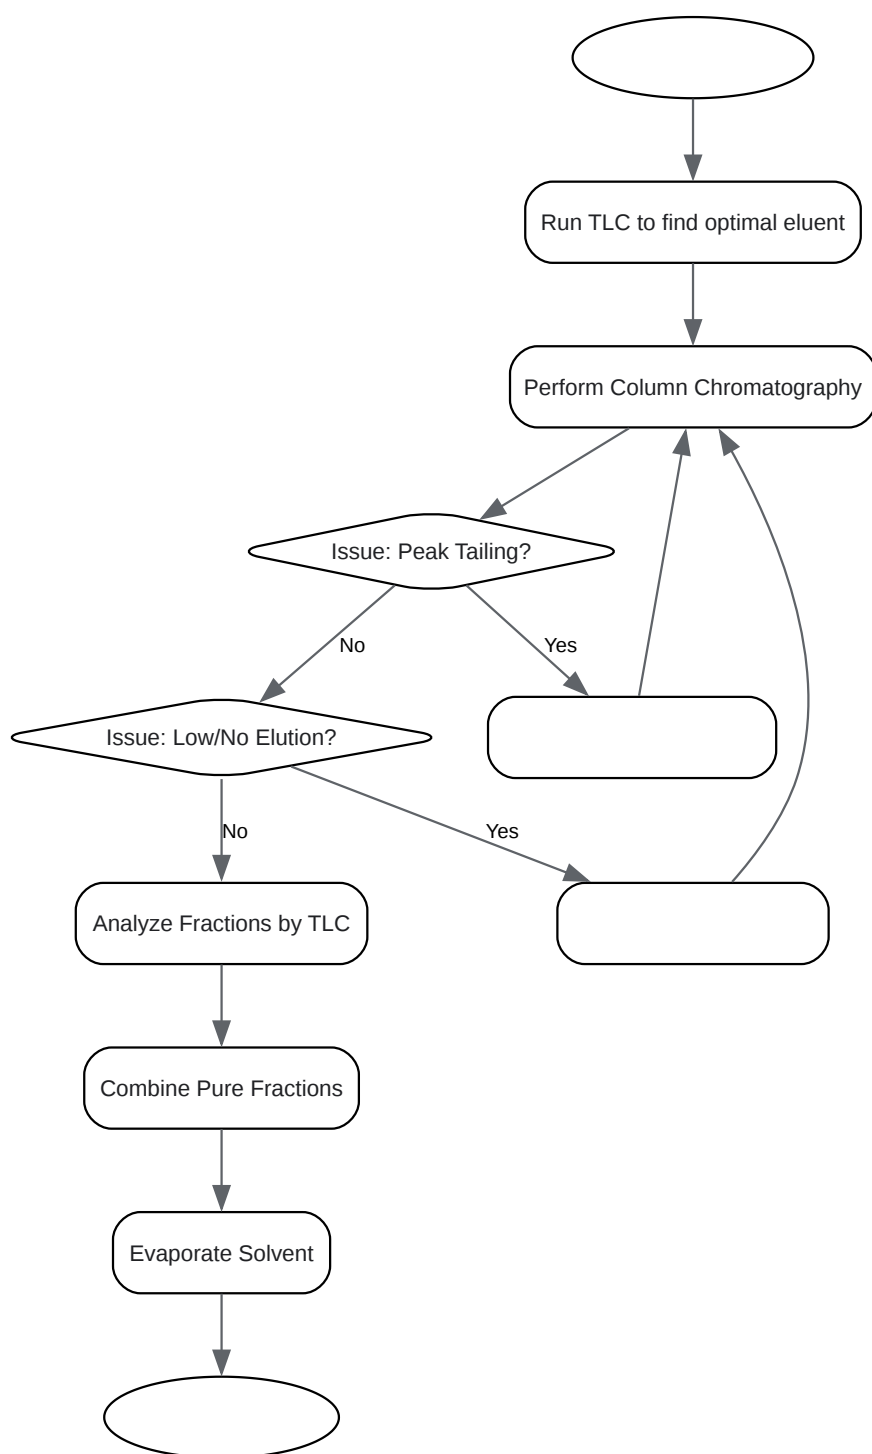 Run TLC to find optimal eluent
Perform Column Chromatography
Issue: Peak Tailing?
No
Yes
Issue: Low/No Elution?
No
Yes
Analyze Fractions by TLC
Combine Pure Fractions
Evaporate Solvent